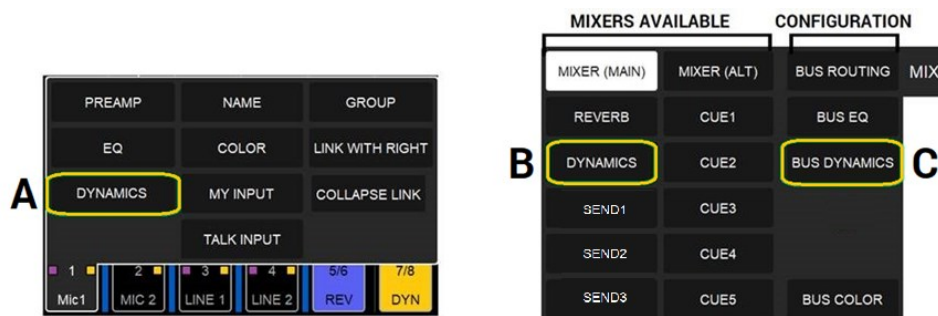 MIXERS AVAILABLE CONFIGURATION
PREAMP NAME GROUP
EQ COLOR LINK WITH RIGHT
A DYNAMICS MY INPUT COLLAPSE LINK
TALK INPUT
1 2 3 4 5/6 7/8
Mic1 MIC 2 LINE 1 LINE 2 REV DYN
MIXER (MAIN) MIXER (ALT) BUS ROUTING MIX
REVERB CUE1 BUS EQ
B DYNAMICS CUE2 BUS DYNAMICS C
SEND1 CUE3
SEND2 CUE4
SEND3 CUE5 BUS COLOR